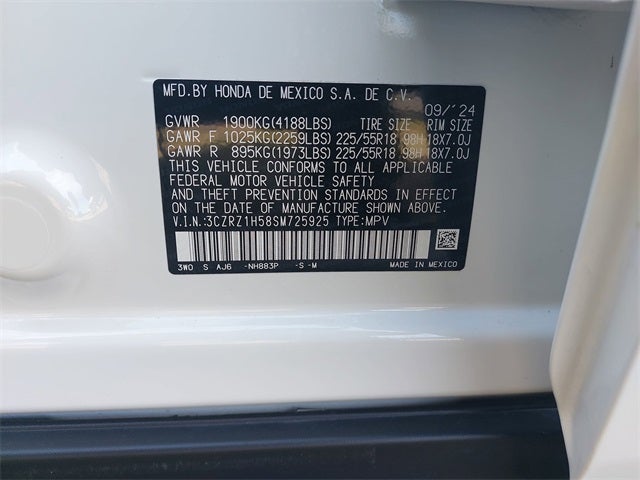 MFD.BY HONDA DE MEXICO S.A. DE C.V.
09/'24
GVWR 1900KG(4188LBS) TIRE SIZE RIM SIZE
GAWR F 1025KG(2259LBS) 225/55R18 98H 18X7.0J
GAWR R 895KG(1973LBS) 225/55R18 98H 18X7.0J
THIS VEHICLE CONFORMS TO ALL APPLICABLE
FEDERAL MOTOR VEHICLE SAFETY
AND THEFT PREVENTION STANDARDS IN EFFECT
ON THE DATE OF MANUFACTURE SHOWN ABOVE.
V.I.N.:3CZRZ1H58SM725925 TYPE:MPV
3W0 S AJ6 -NH883P -S -M MADE IN MEXICO